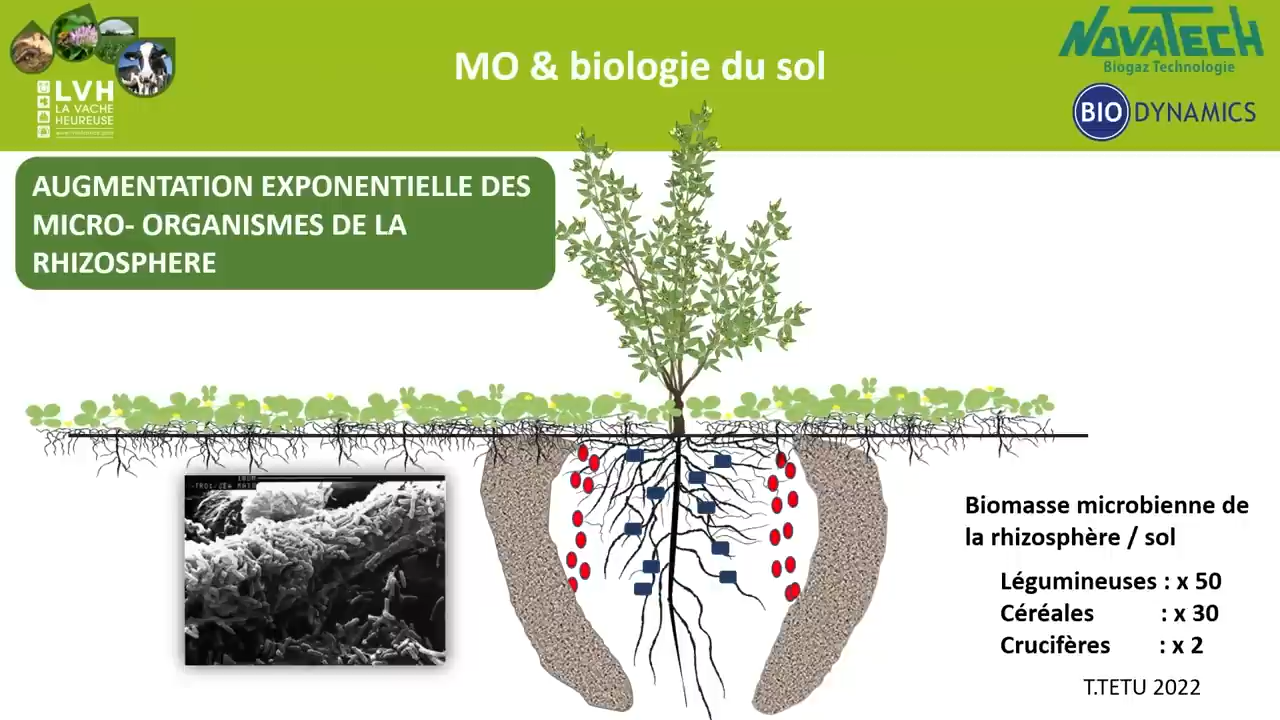 MO & biologie du sol
LVH
LA VACHE
HEUREUSE
NOVATECH
Biogaz Technologie
BIO DYNAMICS
AUGMENTATION EXPONENTIELLE DES
MICRO- ORGANISMES DE LA
RHIZOSPHERE
Biomasse microbienne de
la rhizosphère / sol
Légumineuses : x 50
Céréales : x 30
Crucifères : x 2
T.TETU 2022